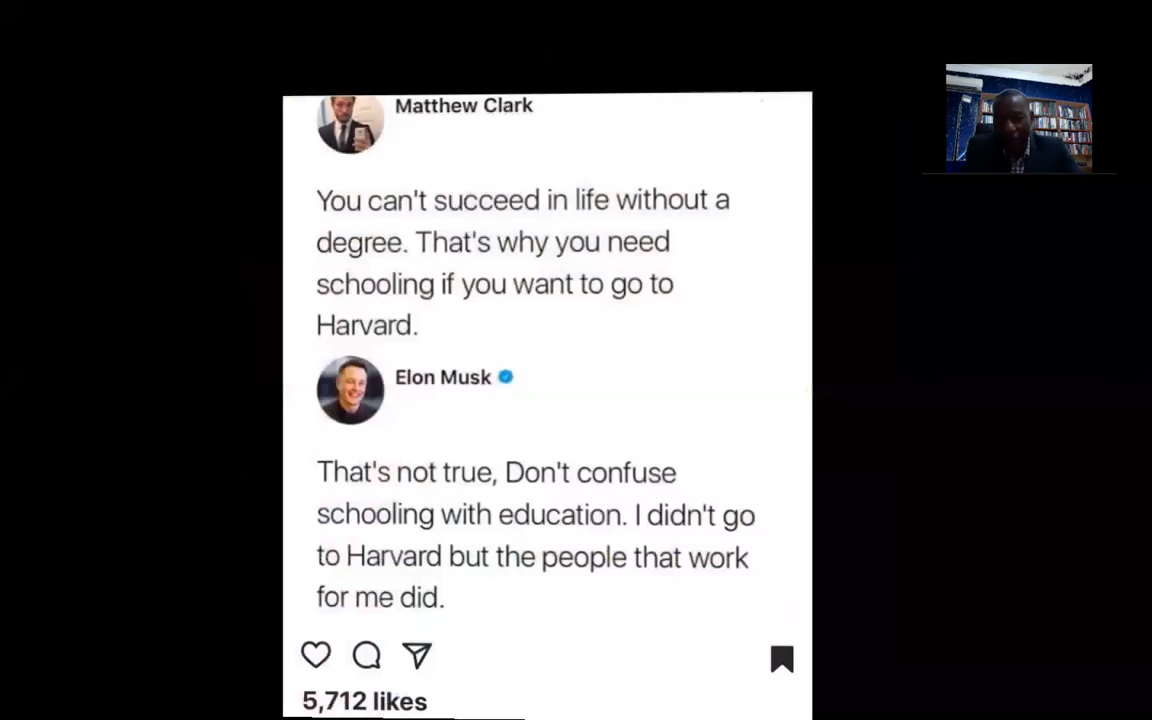 Matthew Clark
You can't succeed in life without a
degree. That's why you need
schooling if you want to go to
Harvard.
Elon Musk
That's not true, Don't confuse
schooling with education. I didn't go
to Harvard but the people that work
for me did.
5,712 likes